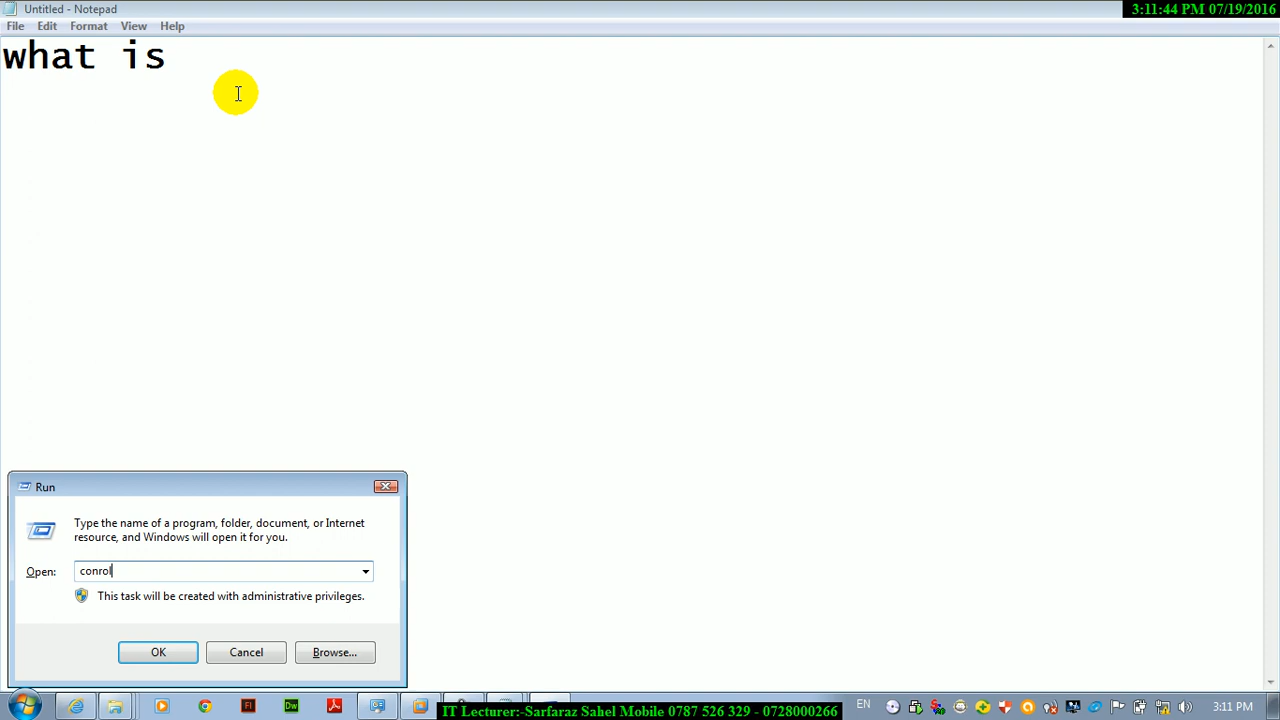 Untitled - Notepad
3:11:44 PM 07/19/2016
File Edit Format View Help
what is
Run
Type the name of a program, folder, document, or Internet
resource, and Windows will open it for you.
Open: conrol
This task will be created with administrative privileges.
OK Cancel Browse...
Fl Dw
EN
3:11 PM
IT Lecturer:-Sarfaraz Sahel Mobile 0787 526 329 - 0728000266